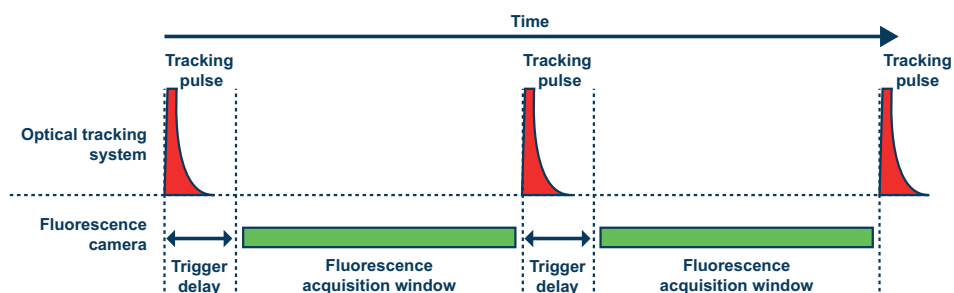 Time
Tracking
pulse
Tracking
pulse
Tracking
pulse
Optical tracking
system
Fluorescence
camera
Trigger
delay
Fluorescence
acquisition window
Trigger
delay
Fluorescence
acquisition window